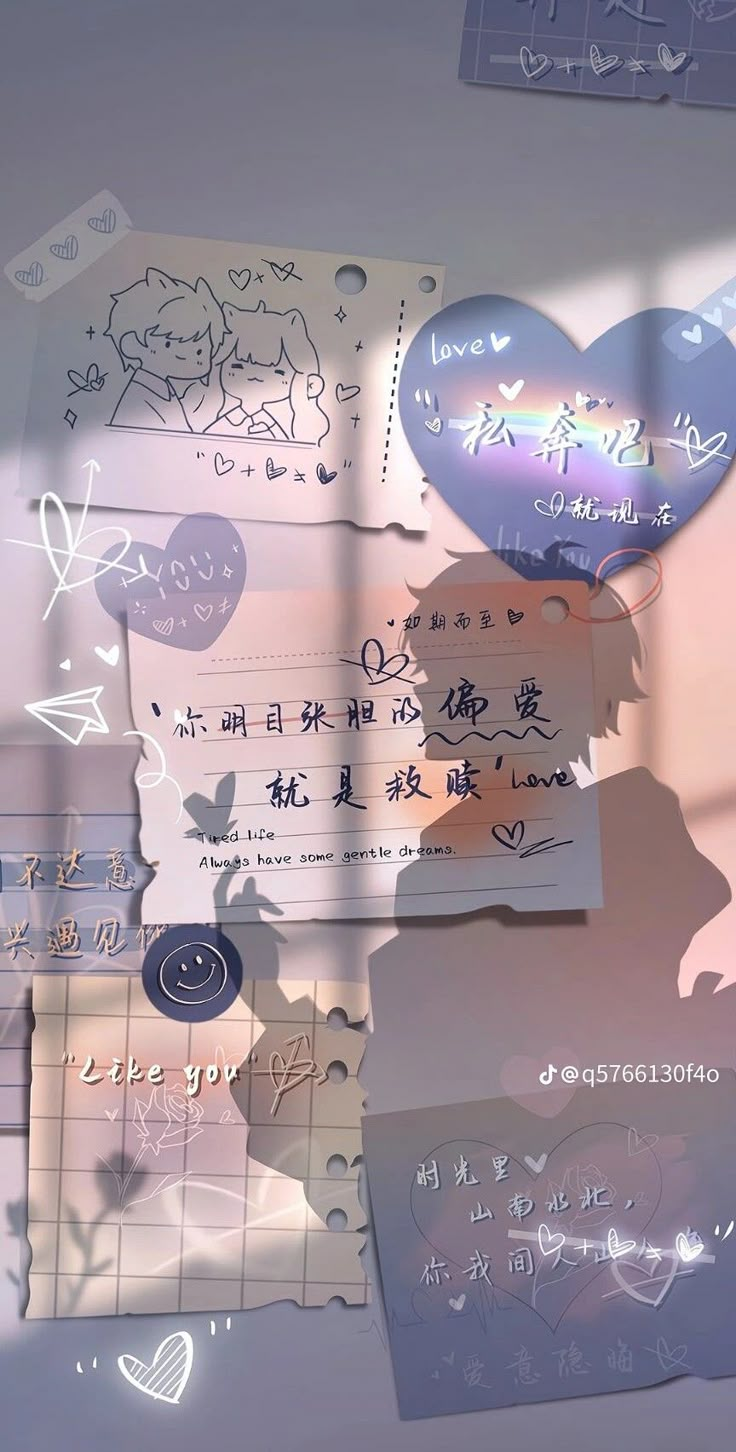 love
"私奔吧"
就现在
like You
如期而至
'你明目张胆的偏爱
就是救赎'
Love
Tired life
Always have some gentle dreams.
不达意
兴遇见你
"Like you"
@q5766130f4o
时光里
山南水北,
你我间人
爱意隐晦